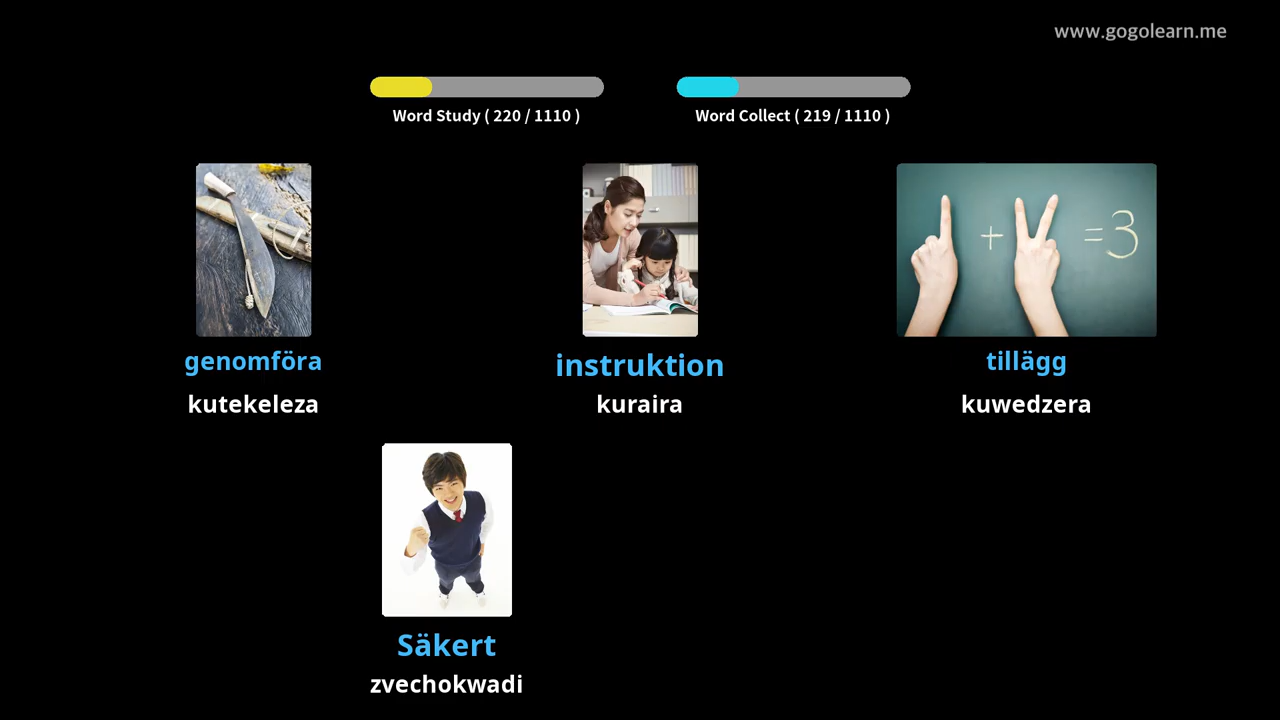 www.gogolearn.me
Word Study ( 220 / 1110 )
Word Collect ( 219 / 1110 )
+ =3
genomföra
instruktion
tillägg
kutekeleza
kuraira
kuwedzera
Säkert
zvechokwadi